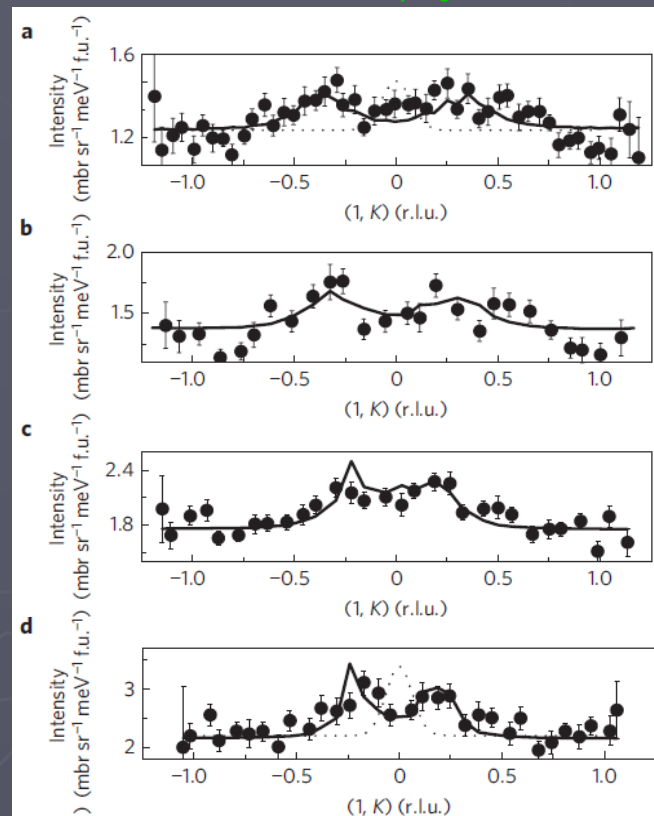 a
Intensity
(mbr sr⁻¹ meV⁻¹ f.u.⁻¹)
1.6
1.2
−1.0 −0.5 0 0.5 1.0
(1, K) (r.l.u.)
b
Intensity
(mbr sr⁻¹ meV⁻¹ f.u.⁻¹)
2.0
1.5
−1.0 −0.5 0 0.5 1.0
(1, K) (r.l.u.)
c
Intensity
(mbr sr⁻¹ meV⁻¹ f.u.⁻¹)
2.4
1.8
−1.0 −0.5 0 0.5 1.0
(1, K) (r.l.u.)
d
Intensity
(mbr sr⁻¹ meV⁻¹ f.u.⁻¹)
3
2
−1.0 −0.5 0 0.5 1.0
(1, K) (r.l.u.)
)